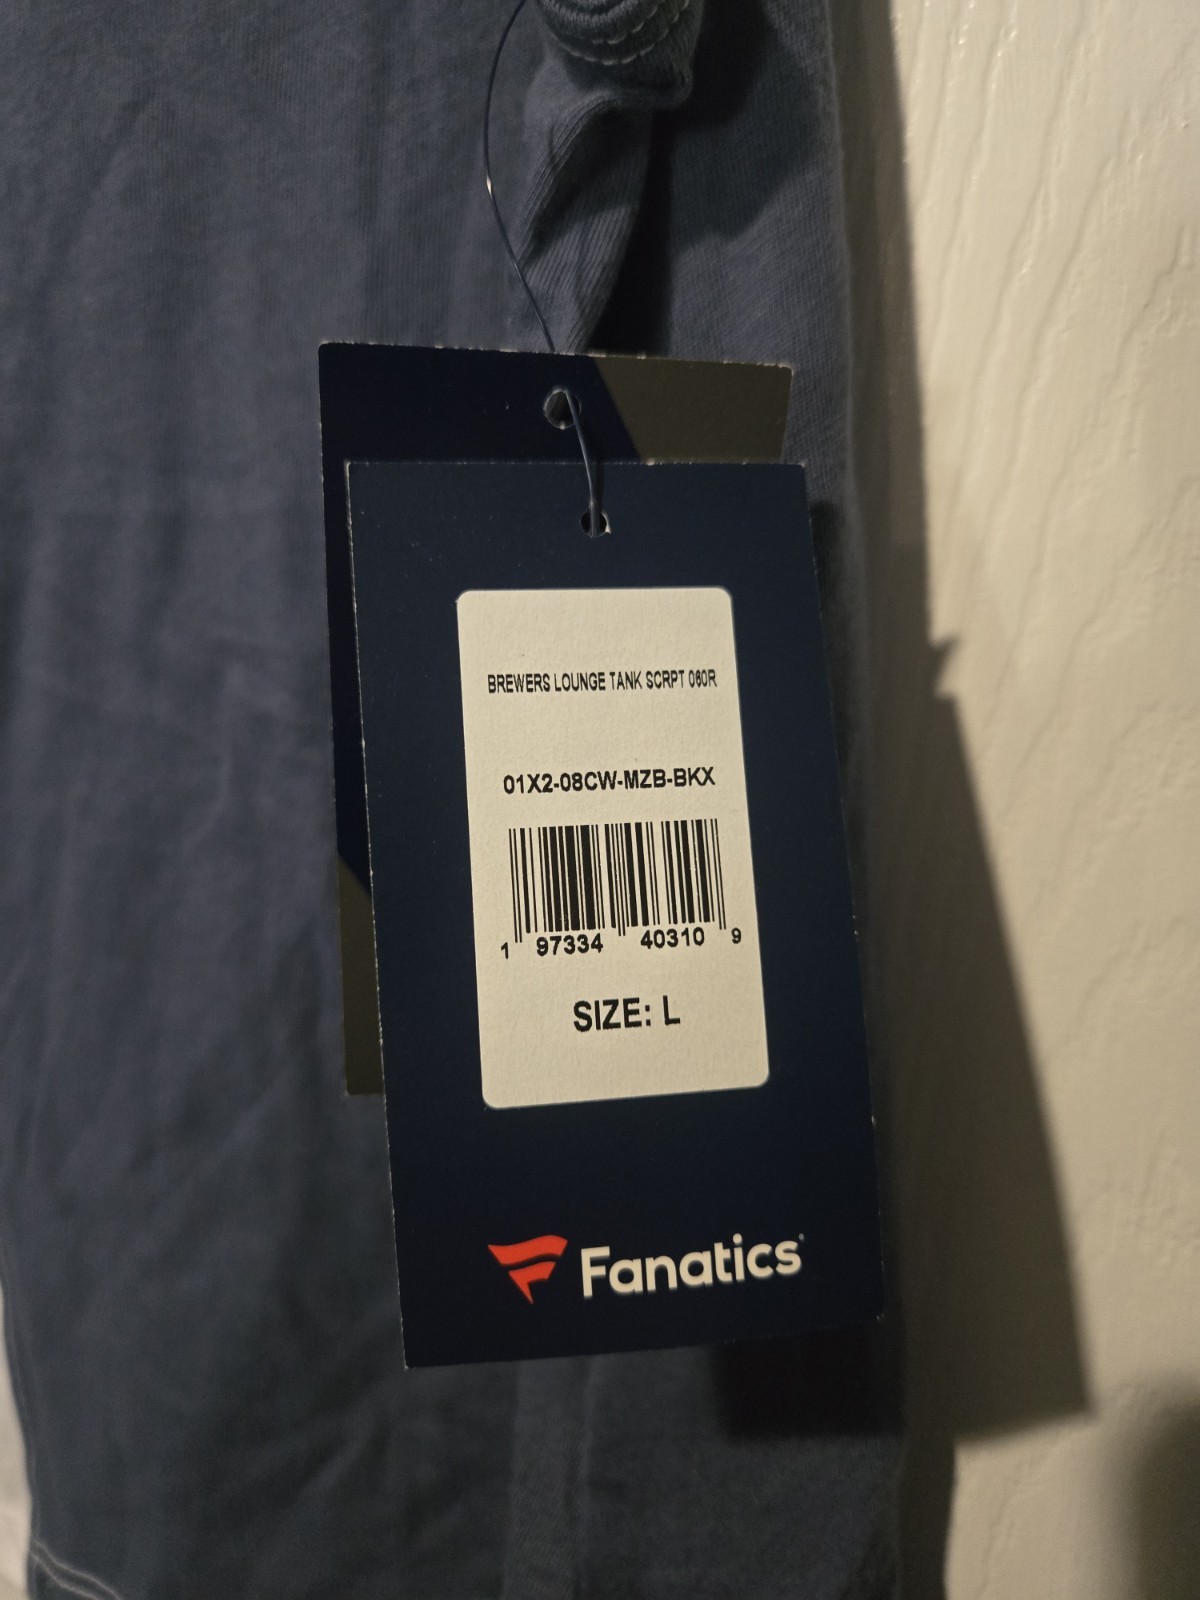 BREWERS LOUNGE TANK SCRPT 060R
01X2-08CW-MZB-BKX
1 97334 40310 9
SIZE: L
Fanatics